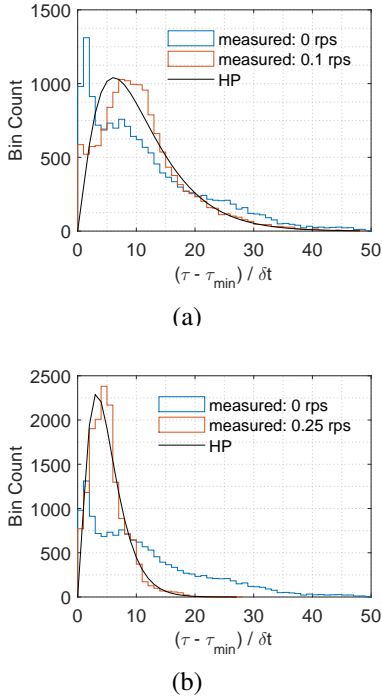 1500
1000
500
0
Bin Count
measured: 0 rps
measured: 0.1 rps
HP
0 10 20 30 40 50
(τ - τmin) / δt
(a)
2500
2000
1500
1000
500
0
Bin Count
measured: 0 rps
measured: 0.25 rps
HP
0 10 20 30 40 50
(τ - τmin) / δt
(b)